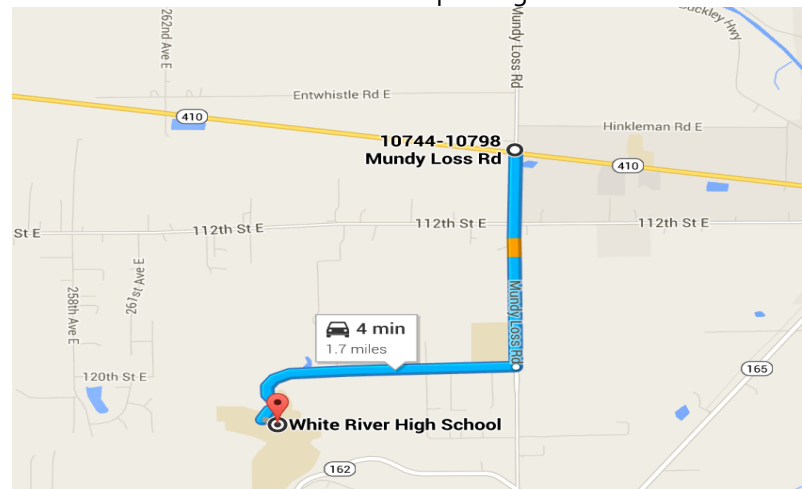 262nd Ave E
Mundy Loss Rd
Buckley Hwy
Entwhistle Rd E
410
Hinkleman Rd E
10744-10798
Mundy Loss Rd
410
St E
112th St E
112th St E
112th St E
258th Ave E
261st Ave E
Mundy Loss Rd
4 min
1.7 miles
120th St E
165
White River High School
162